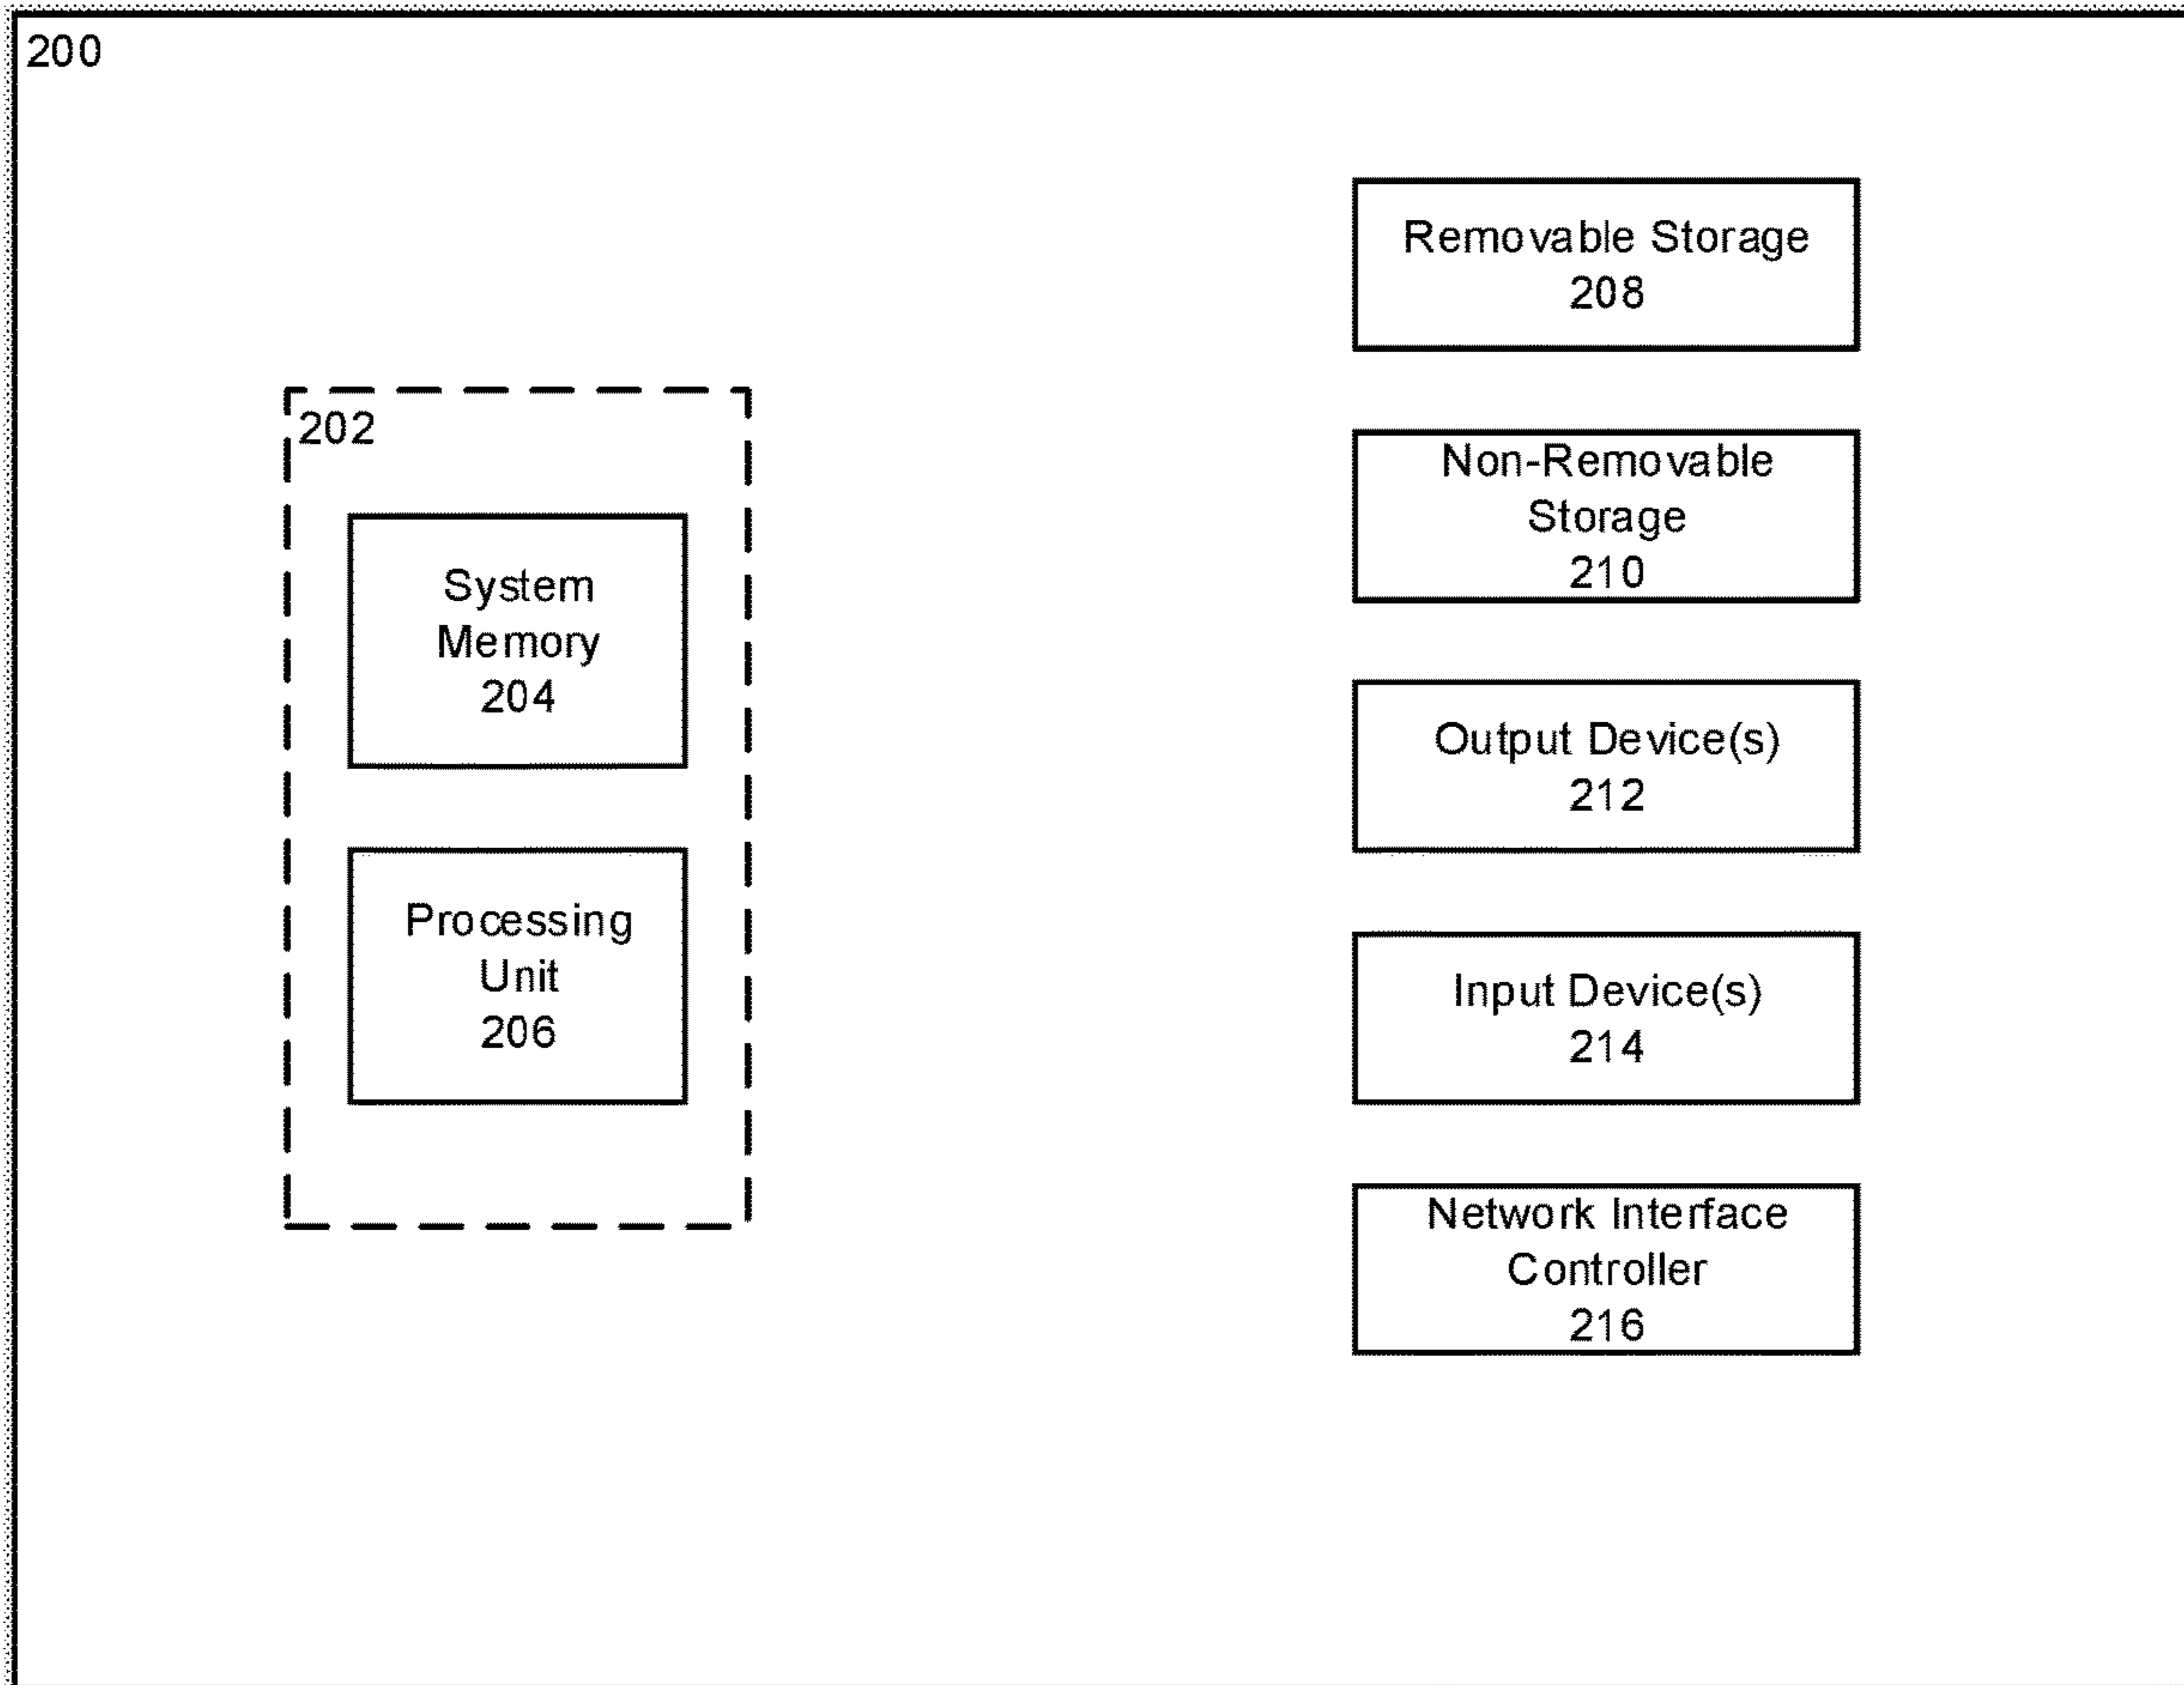 200
202
System
Memory
204
Processing
Unit
206
Removable Storage
208
Non-Removable
Storage
210
Output Device(s)
212
Input Device(s)
214
Network Interface
Controller
216